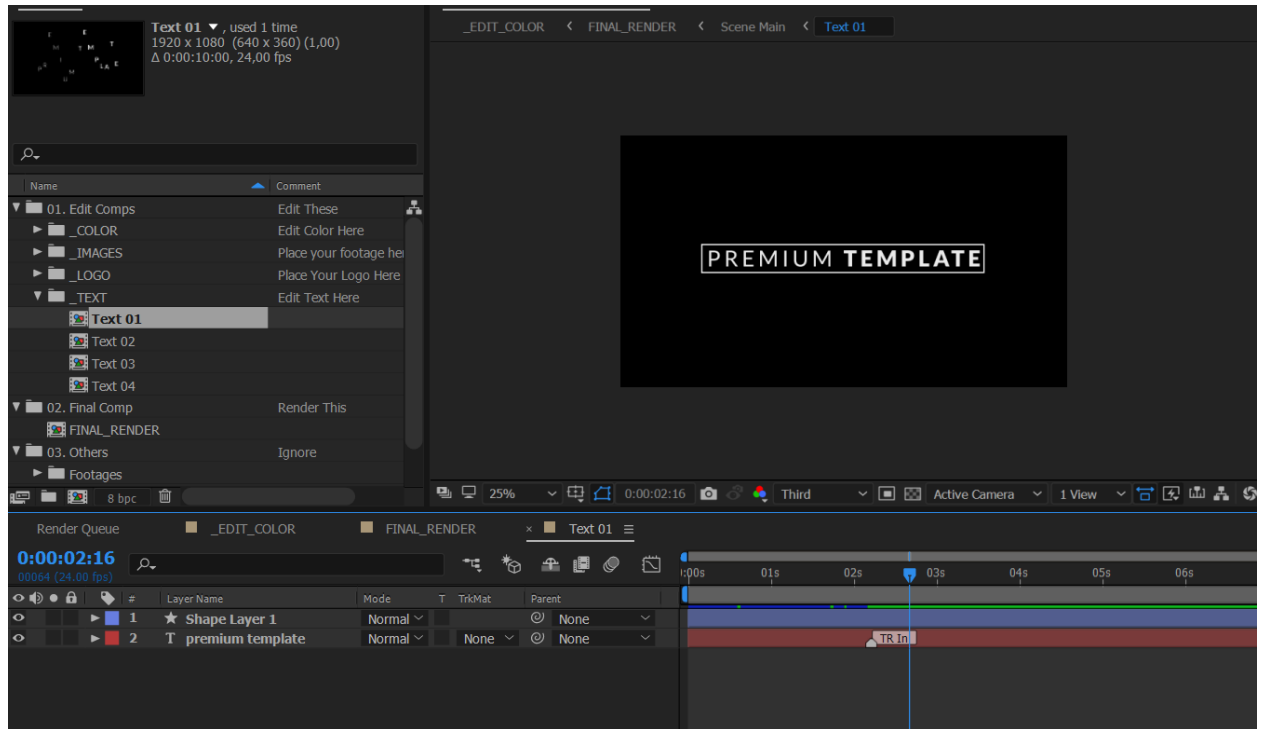 Text 01 ▼ , used 1 time
1920 x 1080 (640 x 360) (1,00)
Δ 0:00:10:00, 24,00 fps
Name Comment
01. Edit Comps Edit These
_COLOR Edit Color Here
_IMAGES Place your footage her
_LOGO Place Your Logo Here
_TEXT Edit Text Here
Text 01
Text 02
Text 03
Text 04
02. Final Comp Render This
FINAL_RENDER
03. Others Ignore
Footages
8 bpc
_EDIT_COLOR FINAL_RENDER Scene Main Text 01
PREMIUM TEMPLATE
25% 0:00:02:16 Third Active Camera 1 View
Render Queue _EDIT_COLOR FINAL_RENDER × Text 01
0:00:02:16
00064 (24.00 fps)
# Layer Name Mode T TrkMat Parent
1 Shape Layer 1 Normal None
2 T premium template Normal None None
:00s 01s 02s 03s 04s 05s 06s
TR In